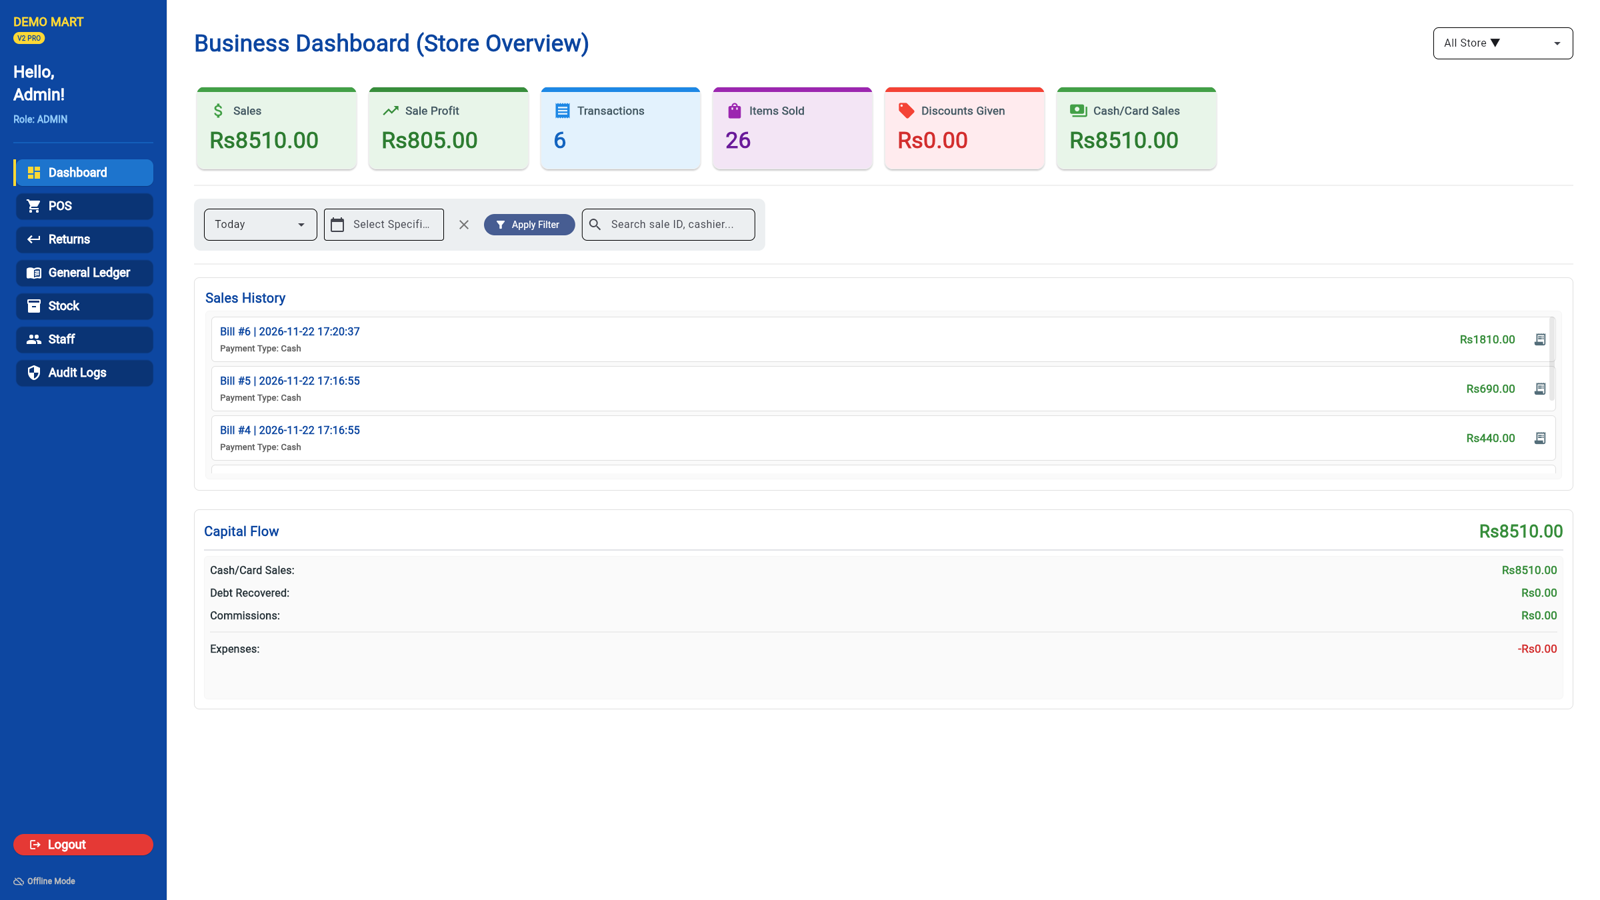 DEMO MART
V2 PRO
Hello,
Admin!
Role: ADMIN
Dashboard
POS
Returns
General Ledger
Stock
Staff
Audit Logs
Logout
Offline Mode
Business Dashboard (Store Overview)
All Store ▼
Sales
Rs8510.00
Sale Profit
Rs805.00
Transactions
6
Items Sold
26
Discounts Given
Rs0.00
Cash/Card Sales
Rs8510.00
Today
Select Specifi...
Apply Filter
Search sale ID, cashier...
Sales History
Bill #6 | 2026-11-22 17:20:37
Payment Type: Cash
Rs1810.00
Bill #5 | 2026-11-22 17:16:55
Payment Type: Cash
Rs690.00
Bill #4 | 2026-11-22 17:16:55
Payment Type: Cash
Rs440.00
Capital Flow
Rs8510.00
Cash/Card Sales:
Rs8510.00
Debt Recovered:
Rs0.00
Commissions:
Rs0.00
Expenses:
-Rs0.00